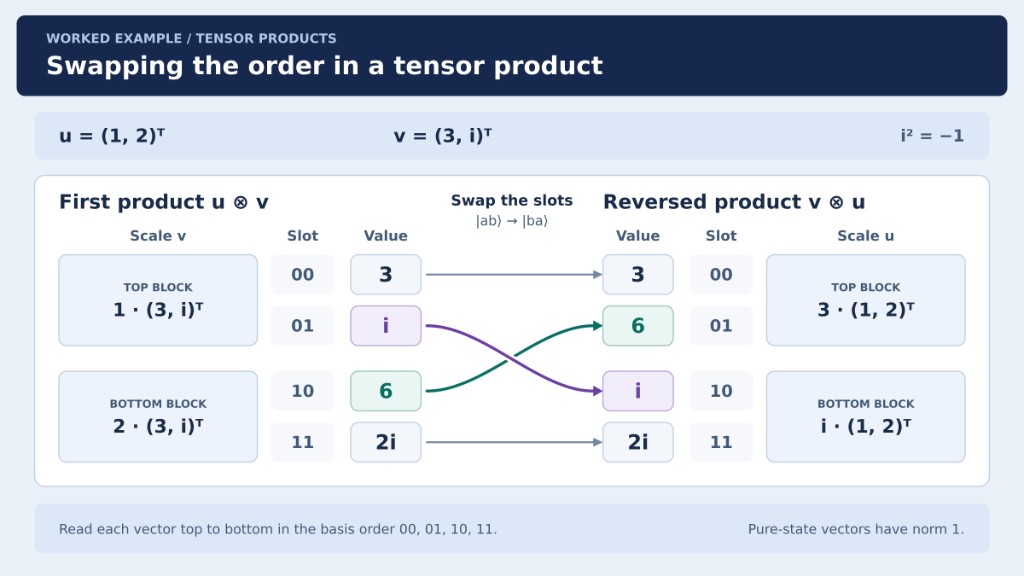 WORKED EXAMPLE / TENSOR PRODUCTS
Swapping the order in a tensor product
u = (1, 2)ᵀ v = (3, i)ᵀ i² = −1
First product u ⊗ v
Swap the slots
|ab⟩ → |ba⟩
Reversed product v ⊗ u
Scale v Slot Value Value Slot Scale u
TOP BLOCK
1 · (3, i)ᵀ
00 3 3 00
01 i 6 01
TOP BLOCK
3 · (1, 2)ᵀ
BOTTOM BLOCK
2 · (3, i)ᵀ
10 6 i 10
11 2i 2i 11
BOTTOM BLOCK
i · (1, 2)ᵀ
Read each vector top to bottom in the basis order 00, 01, 10, 11.
Pure-state vectors have norm 1.